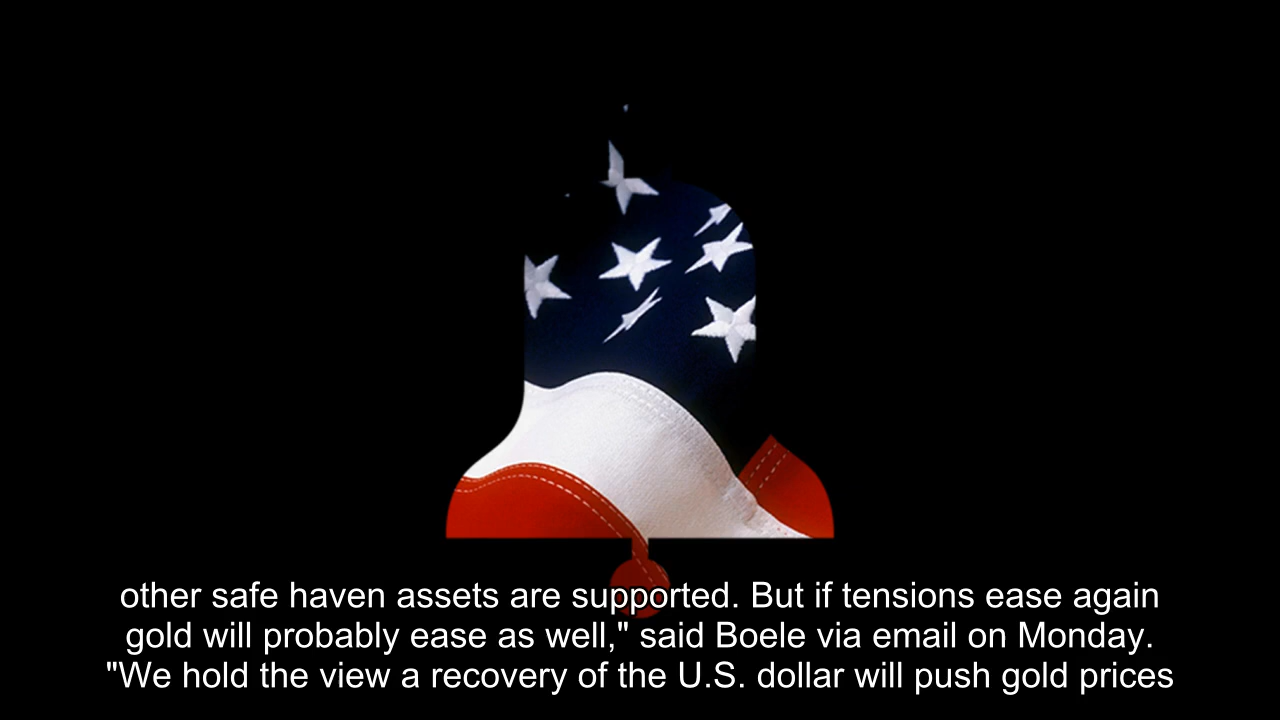 other safe haven assets are supported. But if tensions ease again
gold will probably ease as well," said Boele via email on Monday.
"We hold the view a recovery of the U.S. dollar will push gold prices